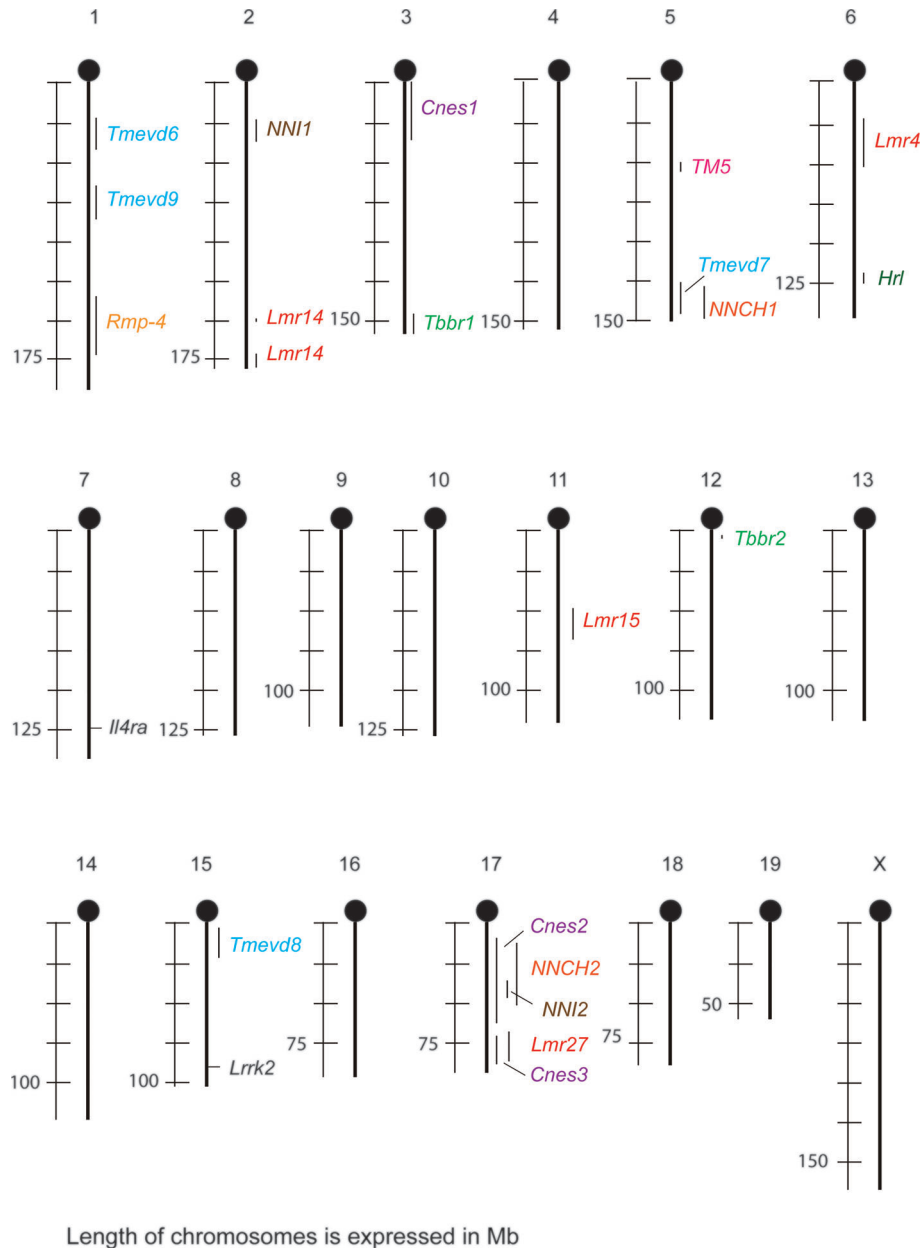 1 2 3 4 5 6
Cnes1
Tmevd6 NNI1 Lmr4
TM5
Tmevd9
Tmevd7
Hrl
125
Rmp-4 Lmr14 150 Tbbr1 150 150 NNCH1
175 175 Lmr14
7 8 9 10 11 12 13
Tbbr2
Lmr15
100 100 100 100
125 Il4ra 125 125
14 15 16 17 18 19 X
Cnes2
Tmevd8
NNCH2
NNI2 50
75 75 Lmr27 75
Lrrk2 Cnes3
100 100
150
Length of chromosomes is expressed in Mb